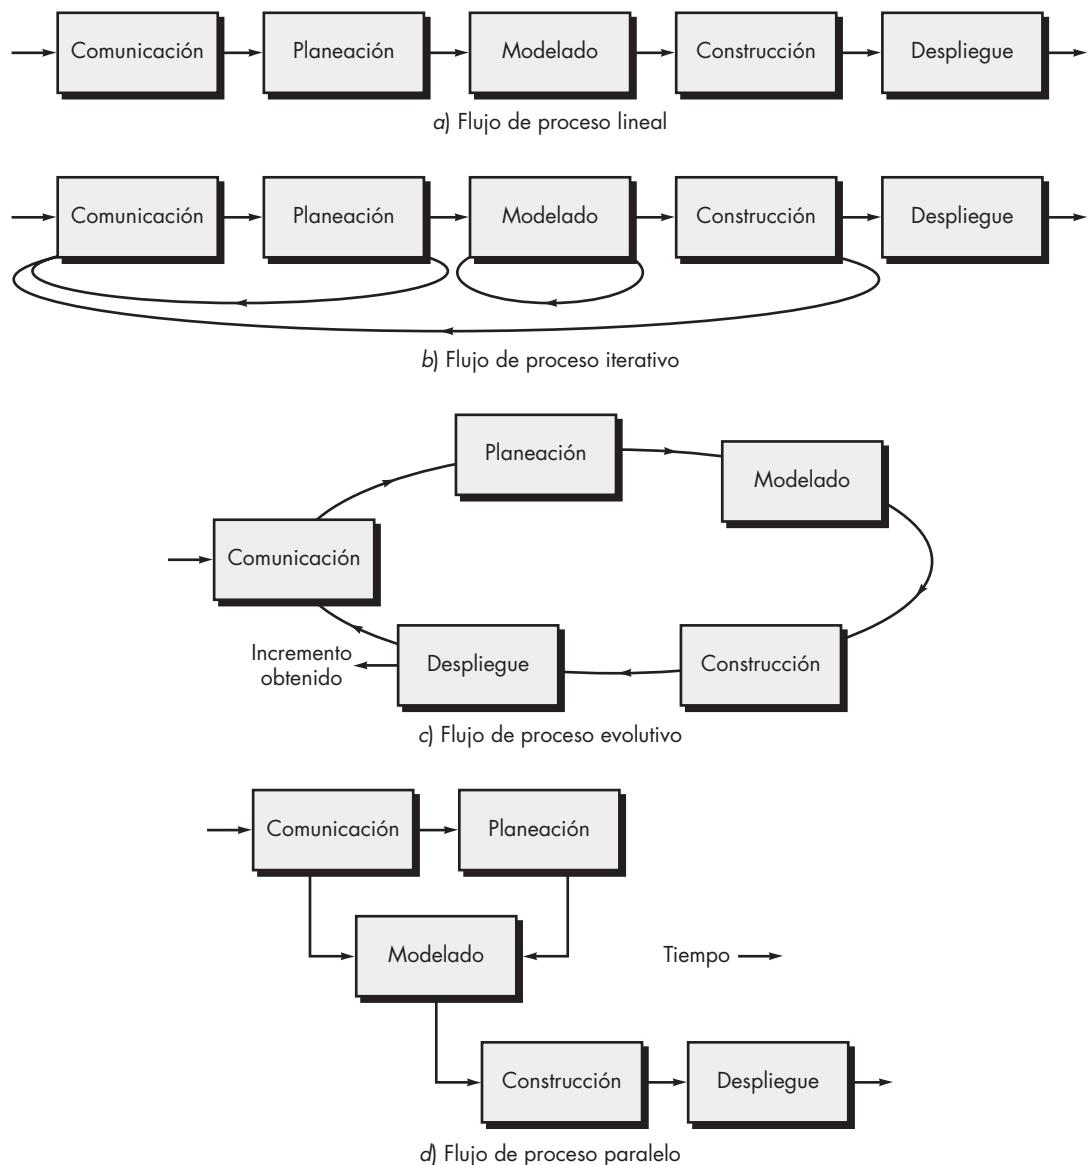 Comunicación
Planeación
Modelado
Construcción
Despliegue
a) Flujo de proceso lineal
Comunicación
Planeación
Modelado
Construcción
Despliegue
b) Flujo de proceso iterativo
Planeación
Modelado
Comunicación
Incremento
obtenido
Despliegue
Construcción
c) Flujo de proceso evolutivo
Comunicación
Planeación
Modelado
Tiempo
Construcción
Despliegue
d) Flujo de proceso paralelo